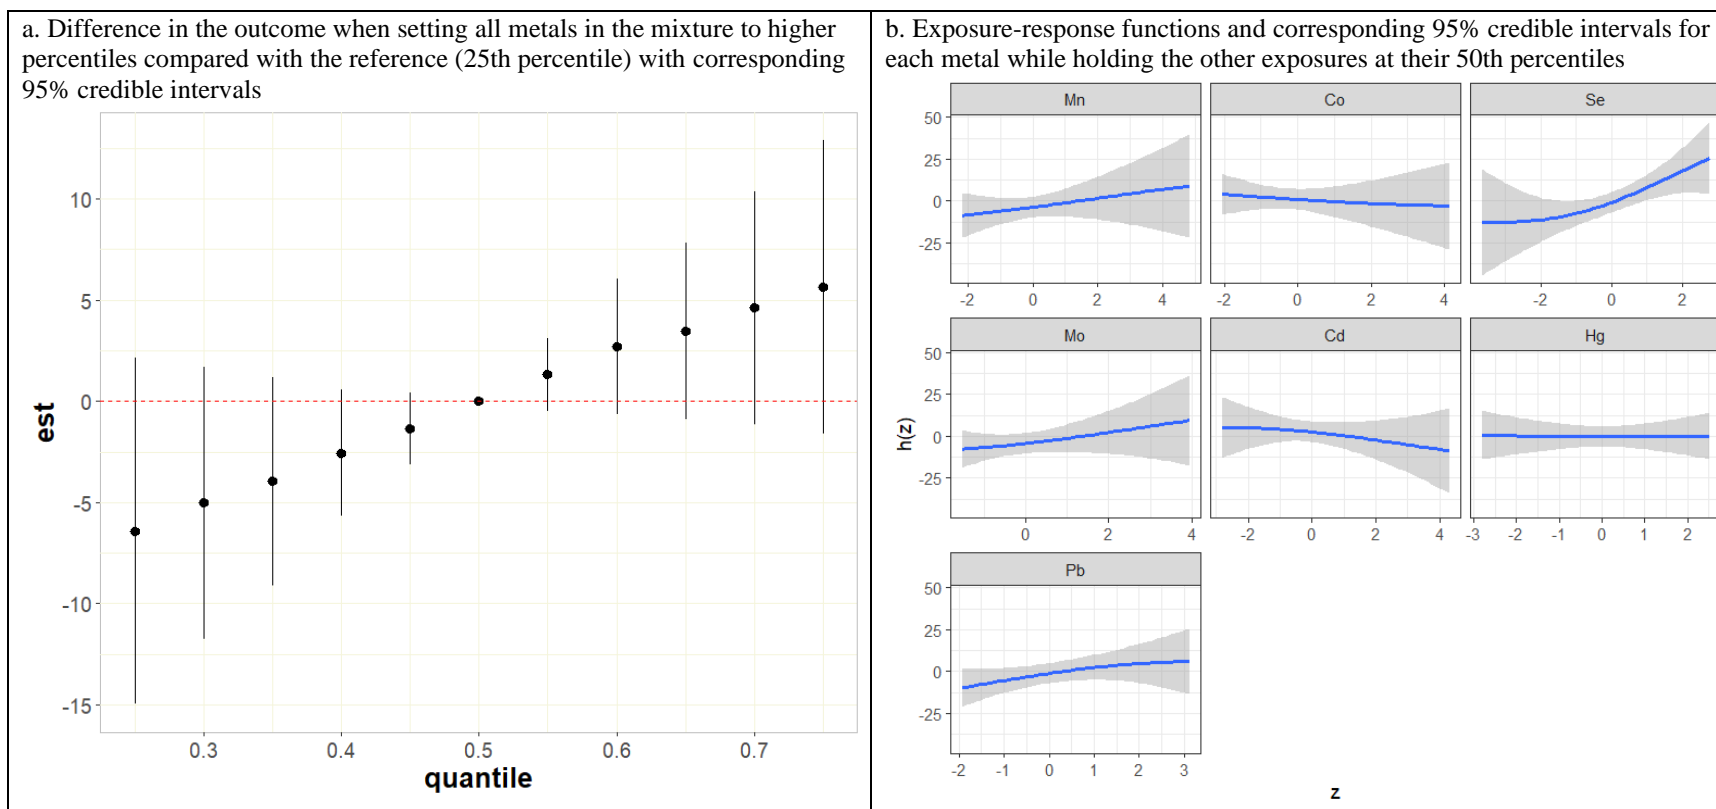 a. Difference in the outcome when setting all metals in the mixture to higher
percentiles compared with the reference (25th percentile) with corresponding
95% credible intervals
10
5
0
-5
-10
-15
est
0.3 0.4 0.5 0.6 0.7
quantile
b. Exposure-response functions and corresponding 95% credible intervals for
each metal while holding the other exposures at their 50th percentiles
Mn Co Se
50
25
0
-25
-2 0 2 4 -2 0 2 4 -2 0 2
Mo Cd Hg
50
25
0
-25
h(z)
0 2 4 -2 0 2 4 -3 -2 -1 0 1 2
Pb
50
25
0
-25
-2 -1 0 1 2 3
z